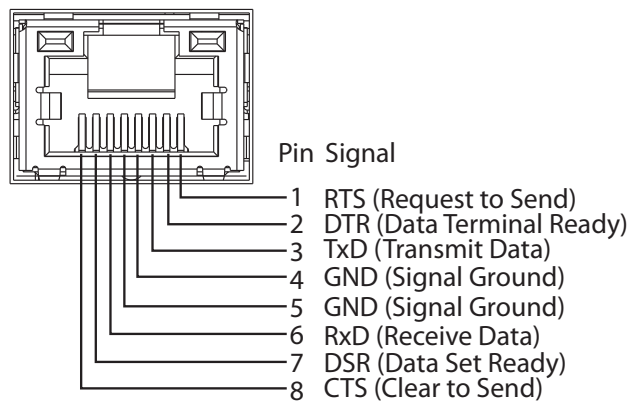 Pin Signal
1 RTS (Request to Send)
2 DTR (Data Terminal Ready)
3 TxD (Transmit Data)
4 GND (Signal Ground)
5 GND (Signal Ground)
6 RxD (Receive Data)
7 DSR (Data Set Ready)
8 CTS (Clear to Send)